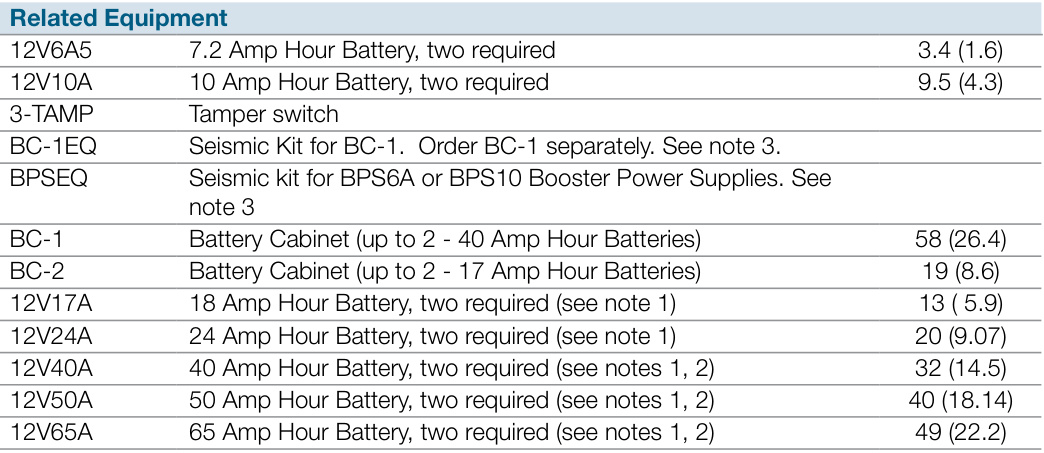 Related Equipment
12V6A5 7.2 Amp Hour Battery, two required 3.4 (1.6)
12V10A 10 Amp Hour Battery, two required 9.5 (4.3)
3-TAMP Tamper switch
BC-1EQ Seismic Kit for BC-1.  Order BC-1 separately. See note 3.
BPSEQ Seismic kit for BPS6A or BPS10 Booster Power Supplies. See
note 3
BC-1 Battery Cabinet (up to 2 - 40 Amp Hour Batteries) 58 (26.4)
BC-2 Battery Cabinet (up to 2 - 17 Amp Hour Batteries) 19 (8.6)
12V17A 18 Amp Hour Battery, two required (see note 1) 13 ( 5.9)
12V24A 24 Amp Hour Battery, two required (see note 1) 20 (9.07)
12V40A 40 Amp Hour Battery, two required (see notes 1, 2) 32 (14.5)
12V50A 50 Amp Hour Battery, two required (see notes 1, 2) 40 (18.14)
12V65A 65 Amp Hour Battery, two required (see notes 1, 2) 49 (22.2)